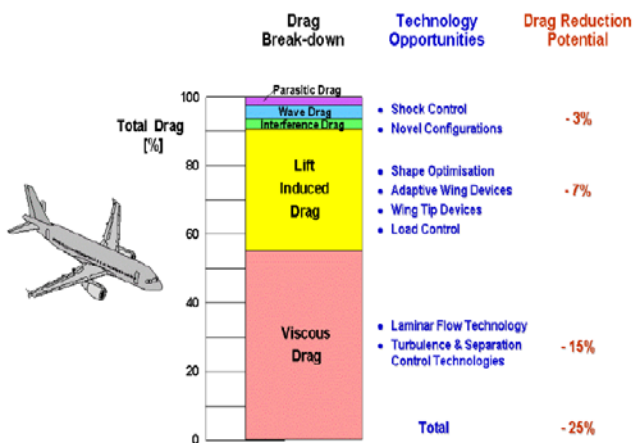 Drag
Break-down
Technology
Opportunities
Drag Reduction
Potential
Total Drag
[%]
100
80
60
40
20
0
Parasitic Drag
Wave Drag
Interference Drag
Lift
Induced
Drag
Viscous
Drag
• Shock Control
• Novel Configurations
- 3%
• Shape Optimisation
• Adaptive Wing Devices
• Wing Tip Devices
• Load Control
- 7%
• Laminar Flow Technology
• Turbulence & Separation
Control Technologies
- 15%
Total
- 25%